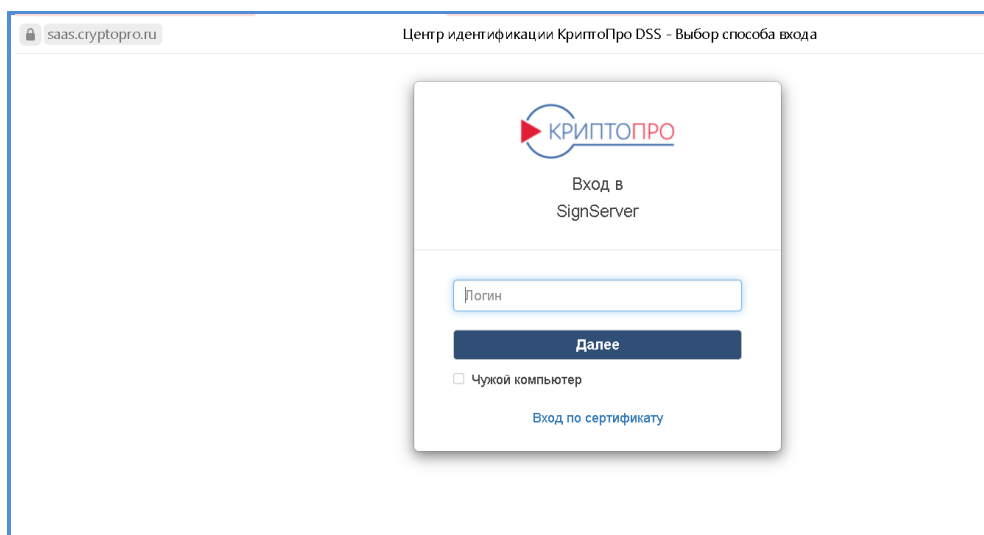 saas.cryptopro.ru
Центр идентификации КриптоПро DSS - Выбор способа входа
КРИПТОПРО
Вход в
SignServer
Логин
Далее
Чужой компьютер
Вход по сертификату